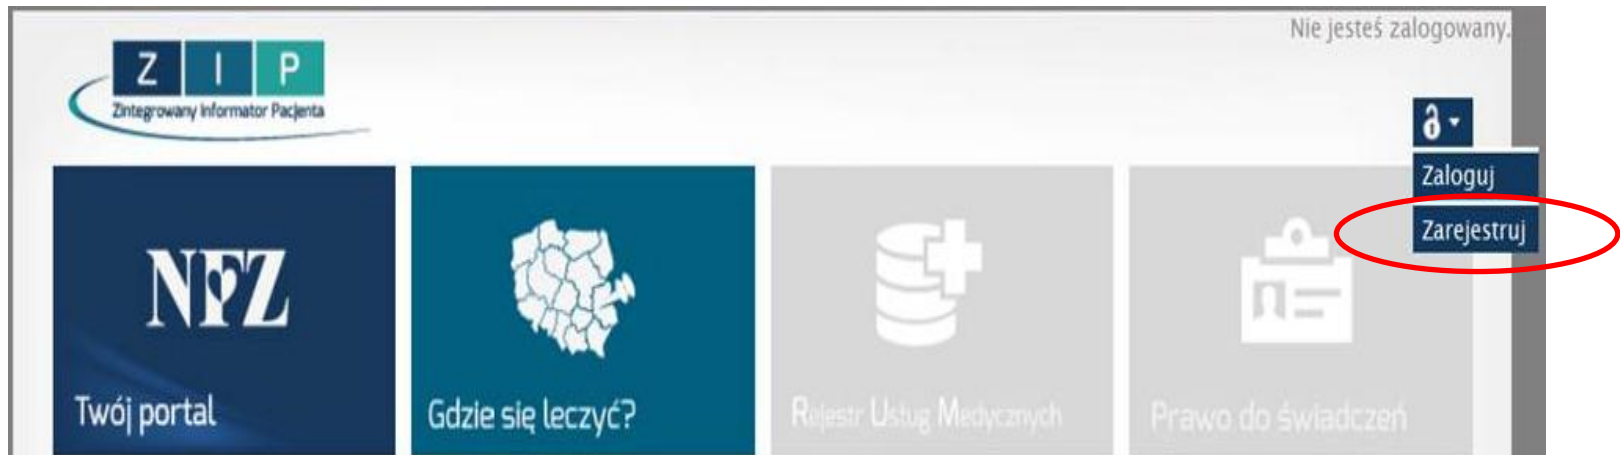 Nie jesteś zalogowany.
Z I P
Zintegrowany Informator Pacjenta
Zaloguj
Zarejestruj
NFZ
Twój portal
Gdzie się leczyć?
Rejestr Usług Medycznych
Prawo do świadczeń